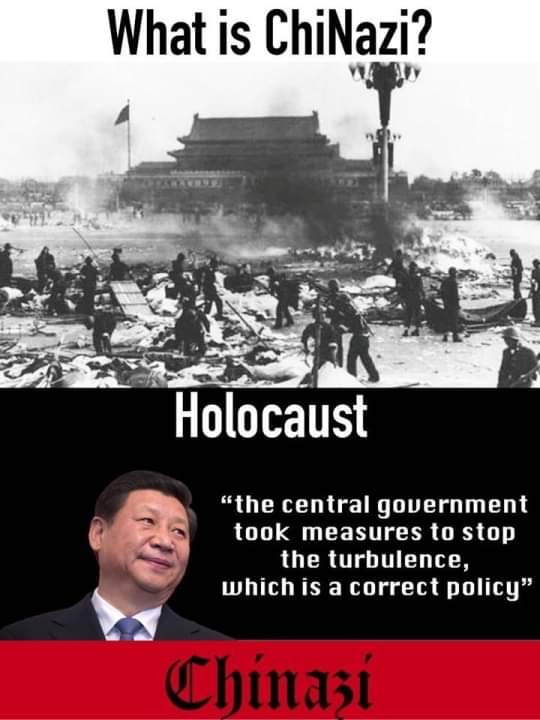 What is ChiNazi?
Holocaust
“the central government
took measures to stop
the turbulence,
which is a correct policy”
Chinazi